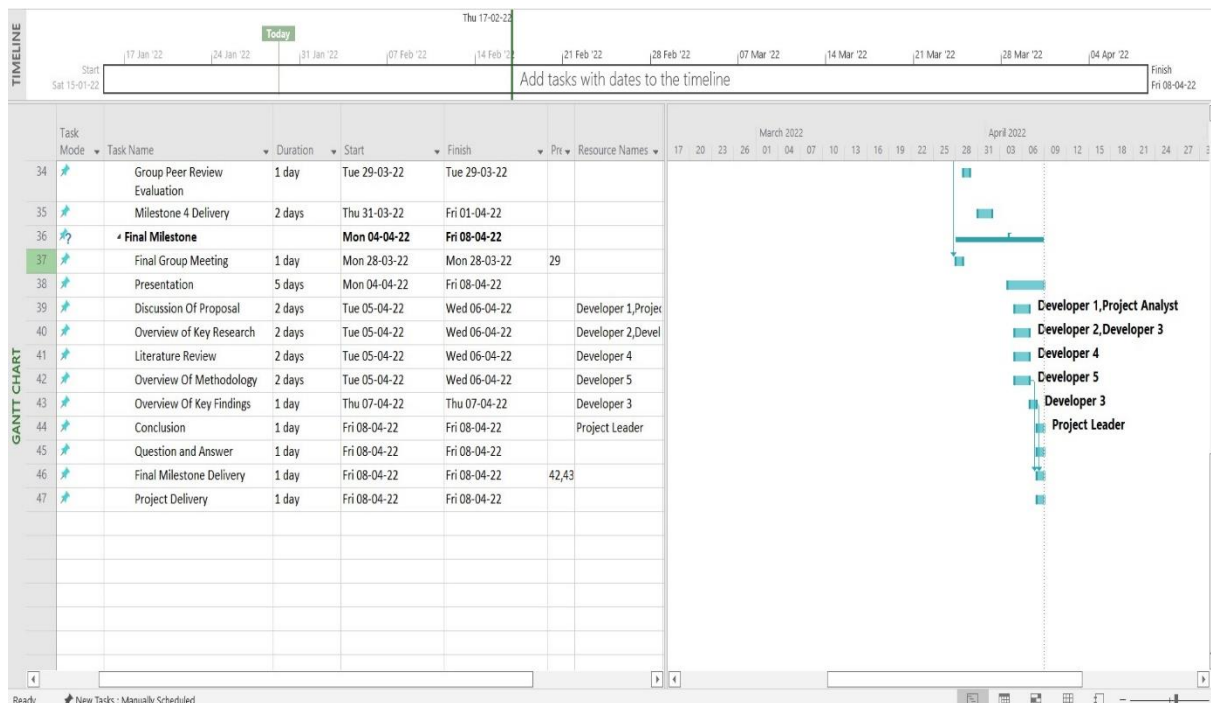 Thu 17-02-22
TIMELINE
Today
17 Jan '22 24 Jan '22 31 Jan '22 07 Feb '22 14 Feb '22 21 Feb '22 28 Feb '22 07 Mar '22 14 Mar '22 21 Mar '22 28 Mar '22 04 Apr '22
Start
Sat 15-01-22
Add tasks with dates to the timeline
Finish
Fri 08-04-22
GANTT CHART
Task
Mode Task Name Duration Start Finish Pre Resource Names
March 2022 April 2022
17 20 23 26 01 04 07 10 13 16 19 22 25 28 31 03 06 09 12 15 18 21 24 27
34 Group Peer Review 1 day Tue 29-03-22 Tue 29-03-22
Evaluation
35 Milestone 4 Delivery 2 days Thu 31-03-22 Fri 01-04-22
36 Final Milestone Mon 04-04-22 Fri 08-04-22
37 Final Group Meeting 1 day Mon 28-03-22 Mon 28-03-22 29
38 Presentation 5 days Mon 04-04-22 Fri 08-04-22
39 Discussion Of Proposal 2 days Tue 05-04-22 Wed 06-04-22 Developer 1,Projec Developer 1,Project Analyst
40 Overview of Key Research 2 days Tue 05-04-22 Wed 06-04-22 Developer 2,Devel Developer 2,Developer 3
41 Literature Review 2 days Tue 05-04-22 Wed 06-04-22 Developer 4 Developer 4
42 Overview Of Methodology 2 days Tue 05-04-22 Wed 06-04-22 Developer 5 Developer 5
43 Overview Of Key Findings 1 day Thu 07-04-22 Thu 07-04-22 Developer 3 Developer 3
44 Conclusion 1 day Fri 08-04-22 Fri 08-04-22 Project Leader Project Leader
45 Question and Answer 1 day Fri 08-04-22 Fri 08-04-22
46 Final Milestone Delivery 1 day Fri 08-04-22 Fri 08-04-22 42,43
47 Project Delivery 1 day Fri 08-04-22 Fri 08-04-22
Ready New Tasks : Manually Scheduled